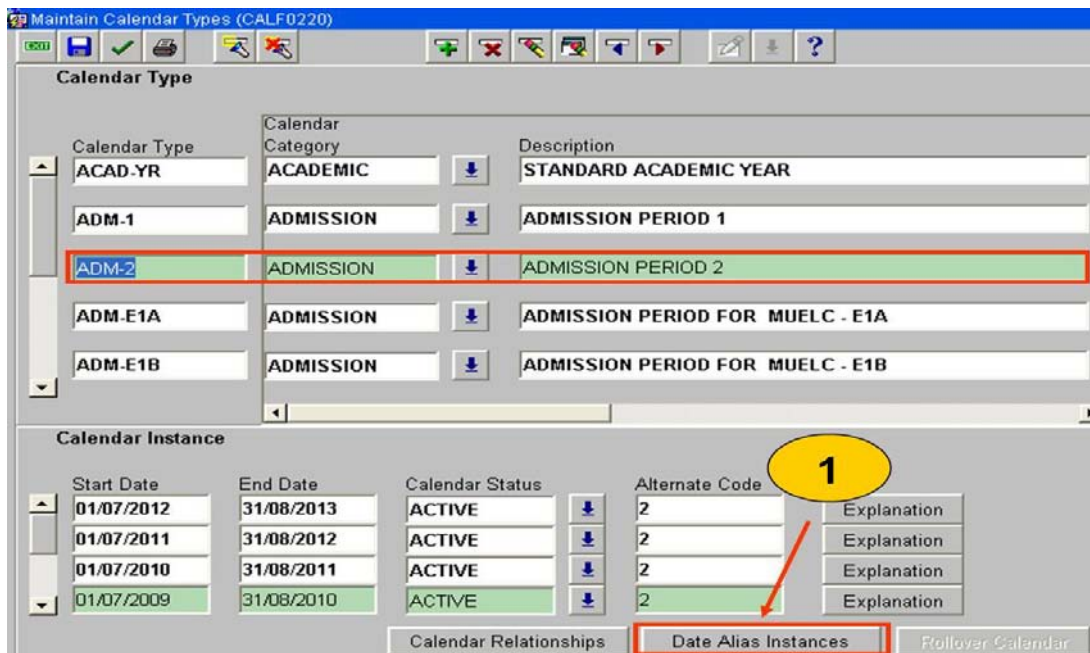 Maintain Calendar Types (CALF0220)
EXIT ?
Calendar Type
Calendar
Calendar Type Category Description
ACAD-YR ACADEMIC STANDARD ACADEMIC YEAR
ADM-1 ADMISSION ADMISSION PERIOD 1
ADM-2 ADMISSION ADMISSION PERIOD 2
ADM-E1A ADMISSION ADMISSION PERIOD FOR MUELC - E1A
ADM-E1B ADMISSION ADMISSION PERIOD FOR MUELC - E1B
Calendar Instance
1
Start Date End Date Calendar Status Alternate Code
01/07/2012 31/08/2013 ACTIVE 2 Explanation
01/07/2011 31/08/2012 ACTIVE 2 Explanation
01/07/2010 31/08/2011 ACTIVE 2 Explanation
01/07/2009 31/08/2010 ACTIVE 2 Explanation
Calendar Relationships Date Alias Instances Rollover Calendar